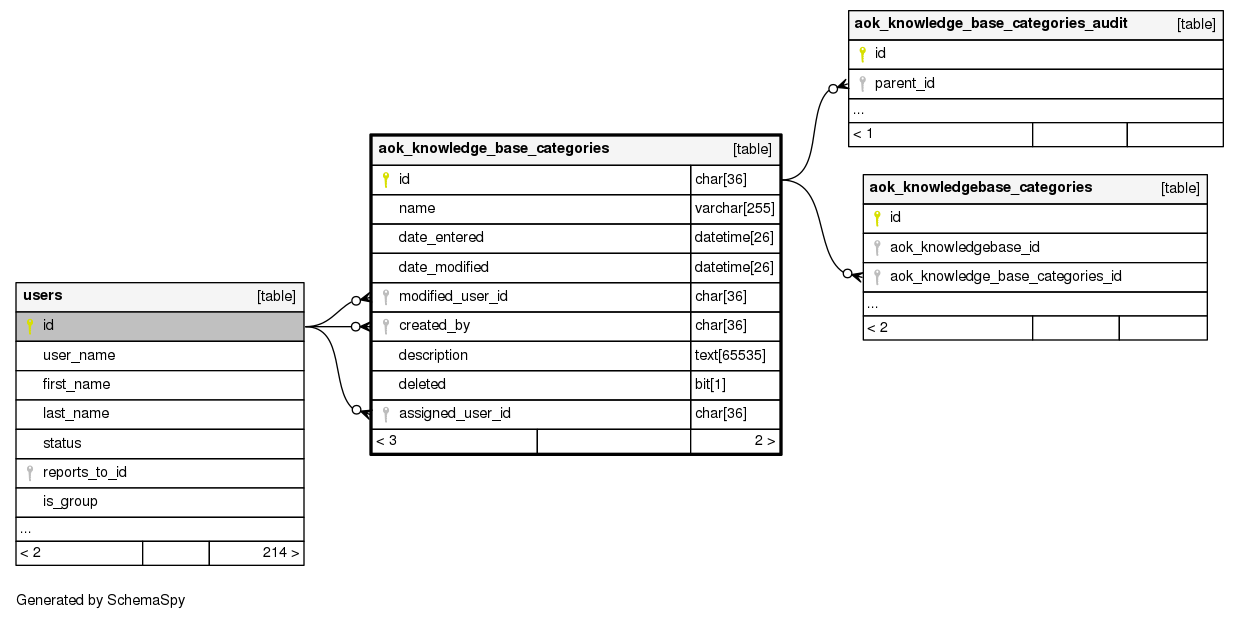 aok_knowledge_base_categories_audit [table]
id
parent_id
...
< 1
aok_knowledge_base_categories [table]
id char[36]
name varchar[255]
date_entered datetime[26]
date_modified datetime[26]
modified_user_id char[36]
created_by char[36]
description text[65535]
deleted bit[1]
assigned_user_id char[36]
< 3 2 >
aok_knowledgebase_categories [table]
id
aok_knowledgebase_id
aok_knowledge_base_categories_id
...
< 2
users [table]
id
user_name
first_name
last_name
status
reports_to_id
is_group
...
< 2 214 >
Generated by SchemaSpy